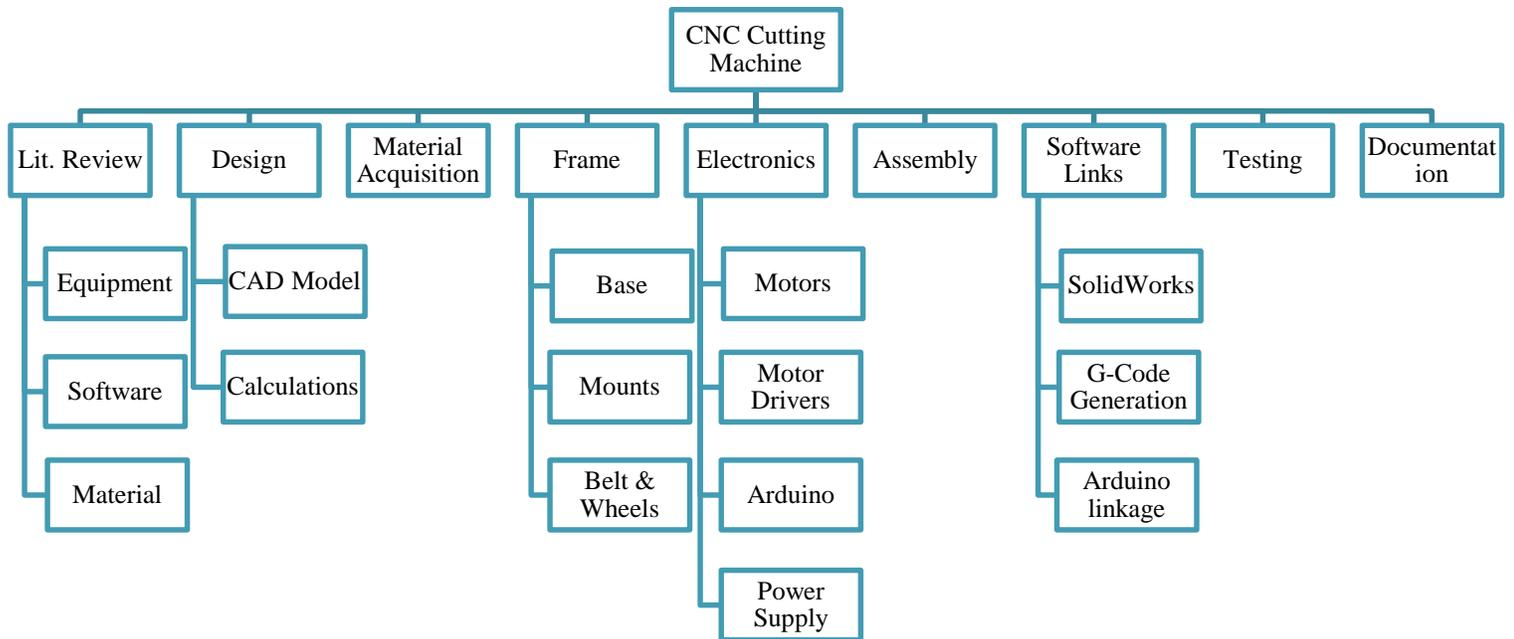 CNC Cutting
Machine
Lit. Review
Design
Material
Acquisition
Frame
Electronics
Assembly
Software
Links
Testing
Documentat
ion
Equipment
Software
Material
CAD Model
Calculations
Base
Mounts
Belt &
Wheels
Motors
Motor
Drivers
Arduino
Power
Supply
SolidWorks
G-Code
Generation
Arduino
linkage